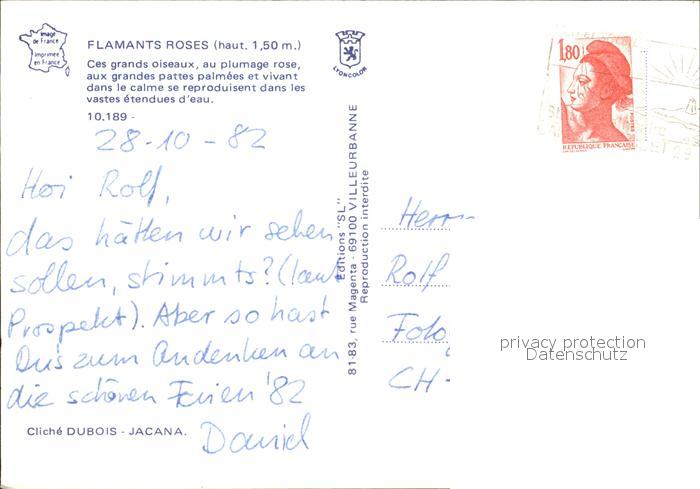 Image
de France
imprimée
en France
FLAMANTS ROSES (haut. 1,50 m.)
Ces grands oiseaux, au plumage rose,
aux grandes pattes palmées et vivant
dans le calme se reproduisent dans les
vastes étendues d'eau.
10.189 -
LYONCOLOR
28-10-82
Hoi Rolf,
das hätten wir sehen
sollen, stimmts? (laut
Prospekt). Aber so hast
zum Andenken an
die schönen Ferien '82
Daniel
Cliché DUBOIS - JACANA.
Editions "SL"
81-83, rue Magenta - 69100 VILLEURBANNE
Reproduction interdite
1,80
POSTES
REPUBLIQUE FRANÇAISE
Herrn
Rolf
Foto
CH-
privacy protection
Datenschutz